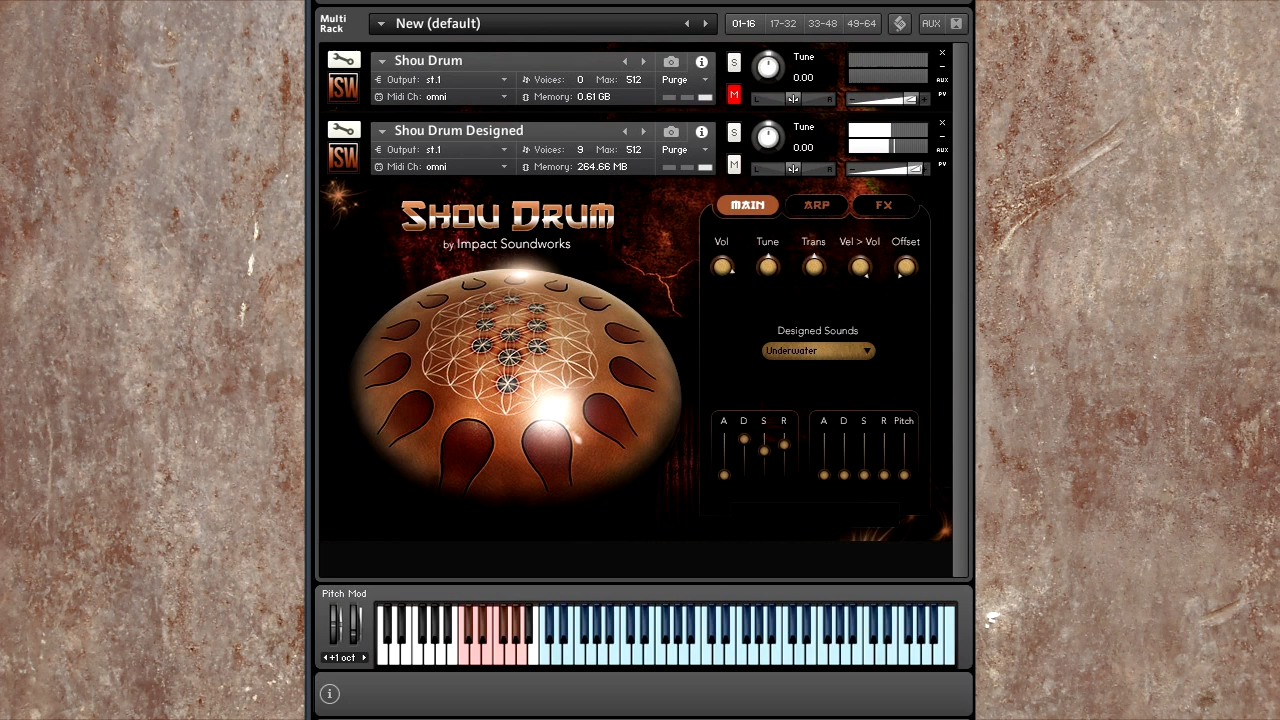 Multi Rack
New (default)
01-16 17-32 33-48 49-64 AUX
Shou Drum
Output: st.1 Voices: 0 Max: 512 Purge
Midi Ch: omni Memory: 0.61 GB
S
M
Tune
0.00
L R
AUX
PV
ISW
Shou Drum Designed
Output: st.1 Voices: 9 Max: 512 Purge
Midi Ch: omni Memory: 264.66 MB
S
M
Tune
0.00
L R
AUX
PV
ISW
Shou Drum
by Impact Soundworks
MAIN ARP FX
Vol Tune Trans Vel > Vol Offset
Designed Sounds
Underwater
A D S R
A D S R Pitch
Pitch Mod
+1 oct